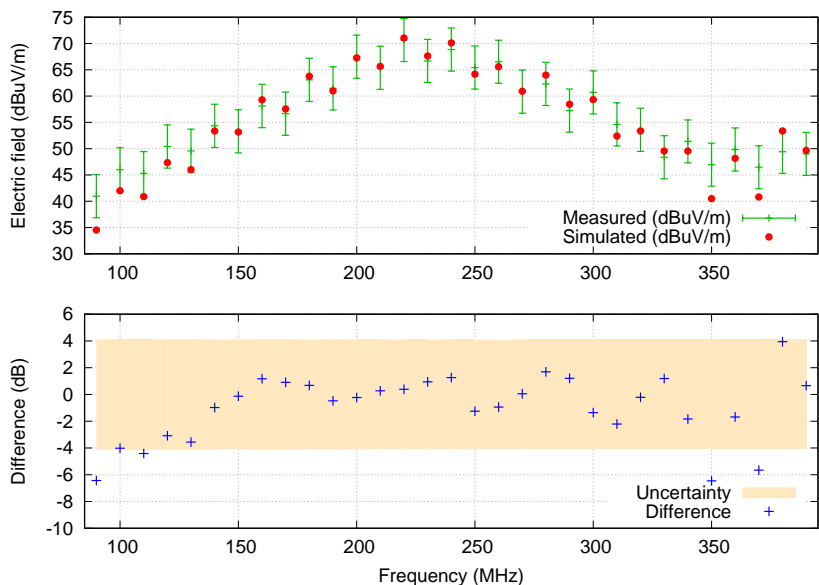 75
70
65
60
55
50
45
40
35
30
Electric field (dBuV/m)
Measured (dBuV/m)
Simulated (dBuV/m)
100 150 200 250 300 350
6
4
2
0
-2
-4
-6
-8
-10
Difference (dB)
Uncertainty
Difference
100 150 200 250 300 350
Frequency (MHz)